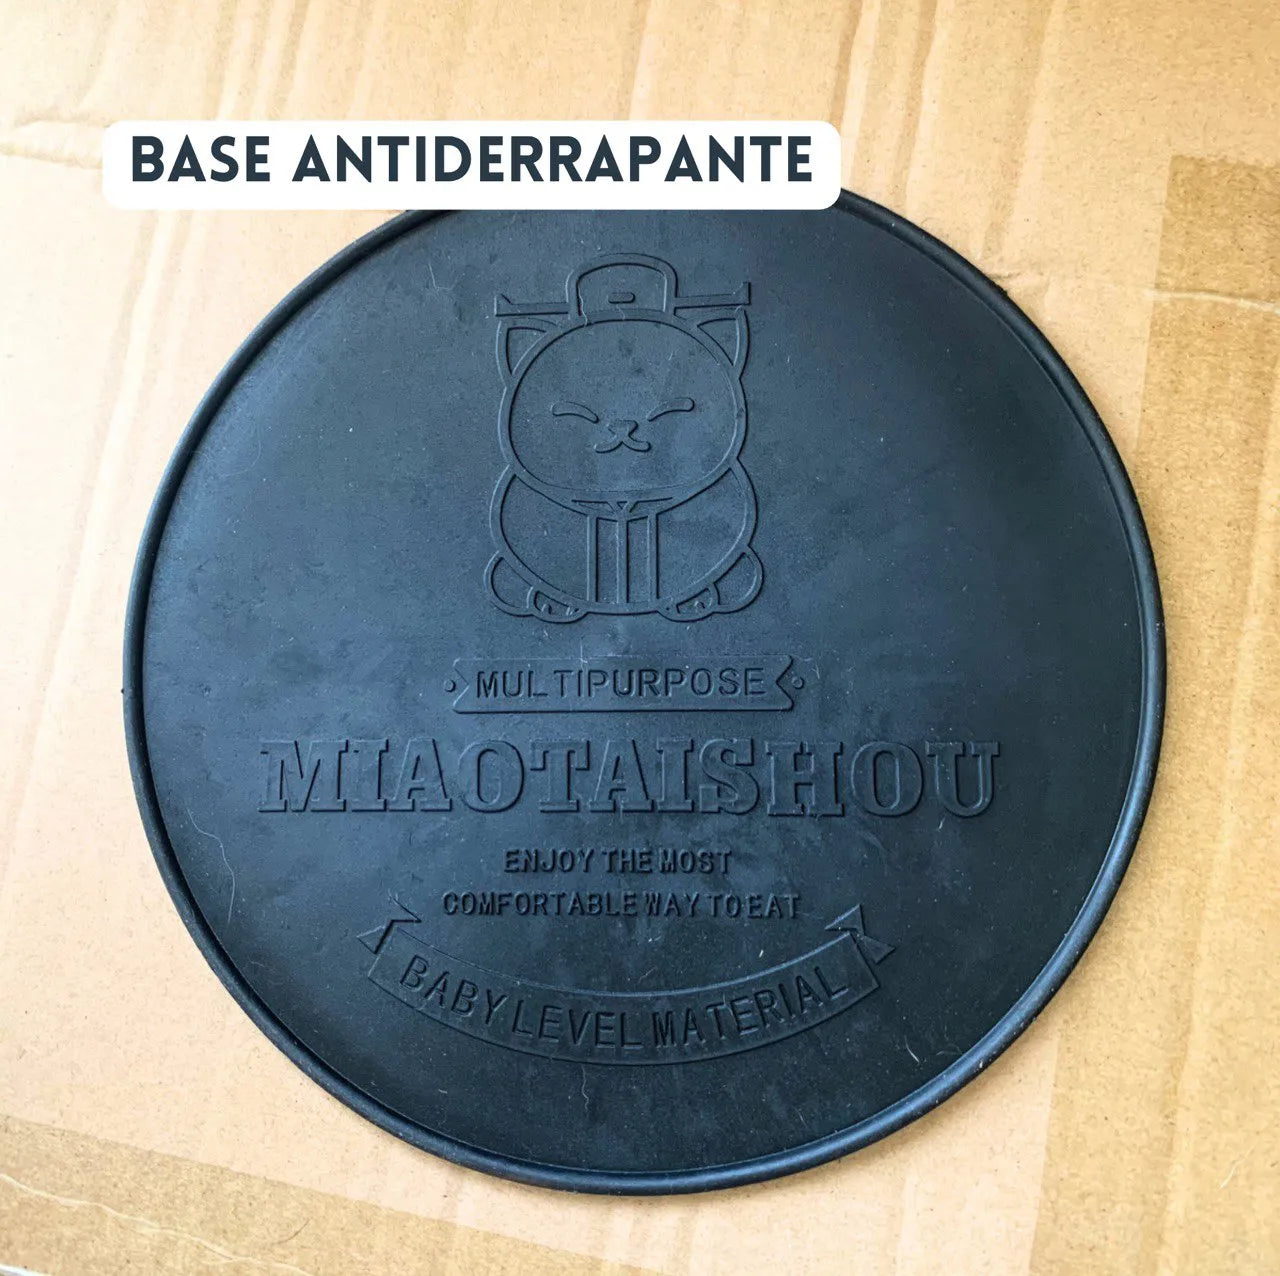 BASE ANTIDERRAPANTE
MULTIPURPOSE
MIAOTAISHOU
ENJOY THE MOST
COMFORTABLE WAY TO EAT
BABY LEVEL MATERIAL